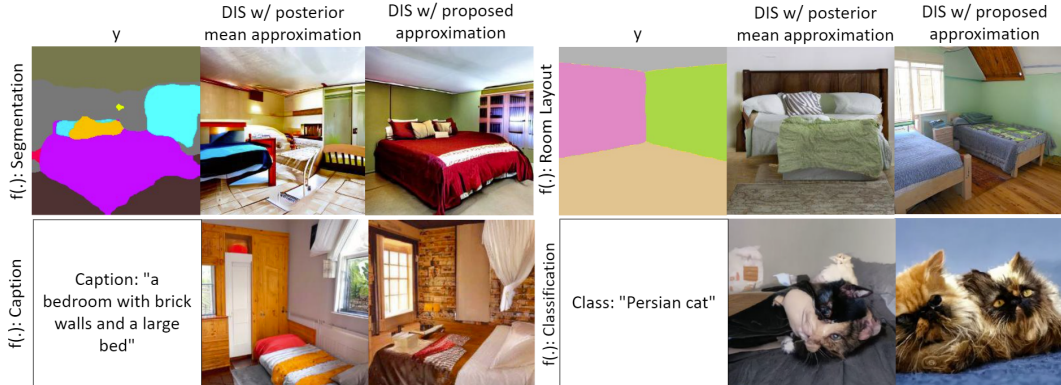 y
DIS w/ posterior
mean approximation
DIS w/ proposed
approximation
y
DIS w/ posterior
mean approximation
DIS w/ proposed
approximation
f(.): Segmentation
f(.): Room Layout
f(.): Caption
Caption: "a
bedroom with brick
walls and a large
bed"
f(.): Classification
Class: "Persian cat"